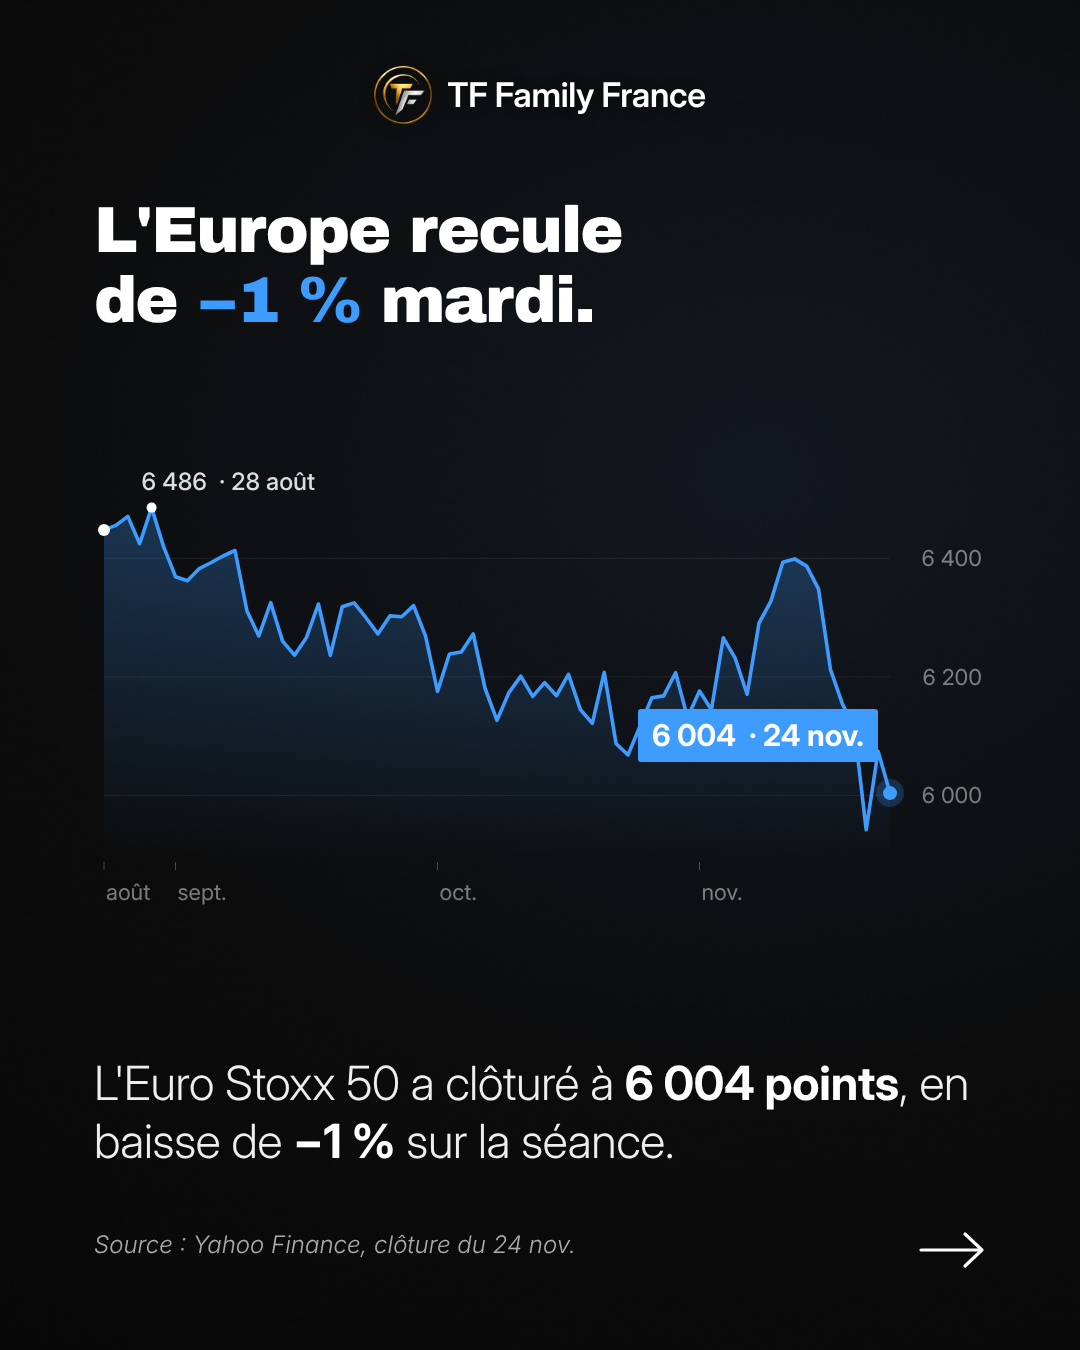 TF Family France
L'Europe recule
de –1 % mardi.
6 486 · 28 août
6 400
6 200
6 004 · 24 nov.
6 000
août sept. oct. nov.
L'Euro Stoxx 50 a clôturé à 6 004 points, en
baisse de –1 % sur la séance.
Source : Yahoo Finance, clôture du 24 nov.